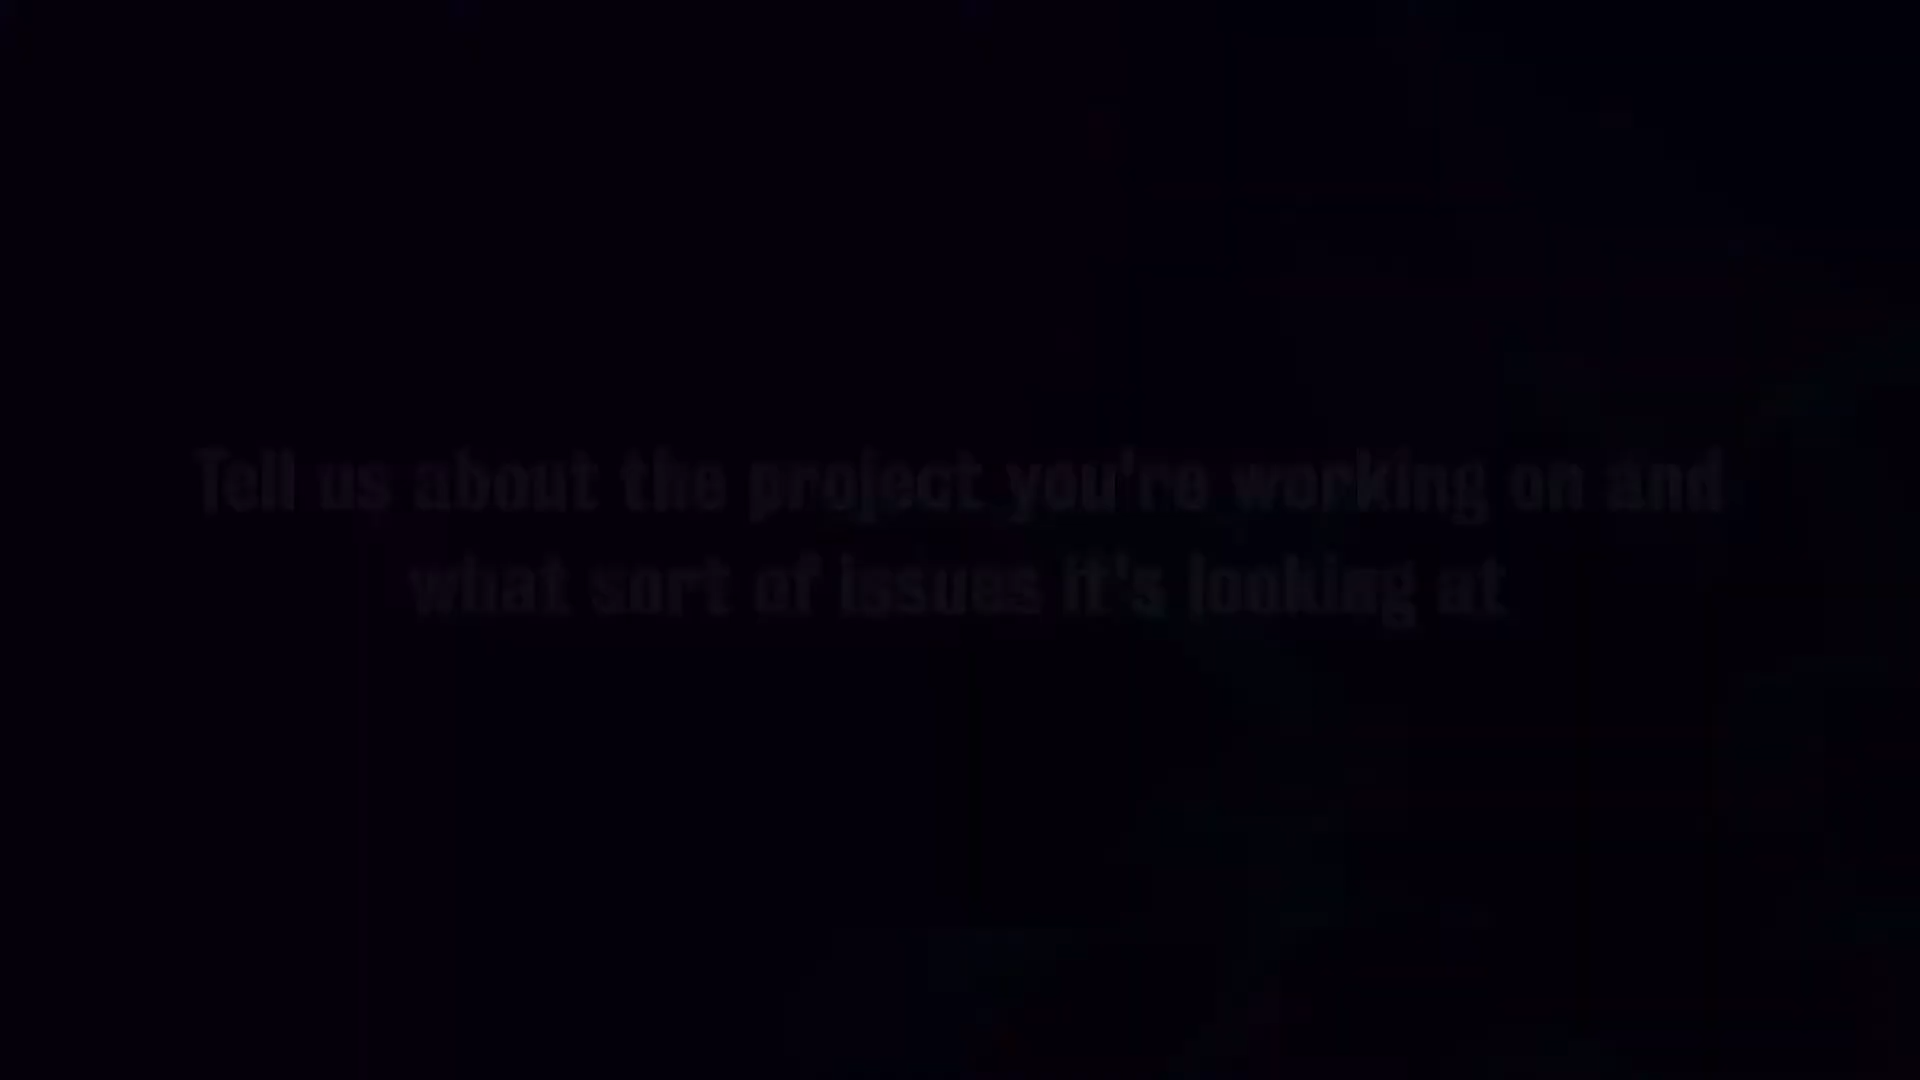 Tell us about the project you're working on and
what sort of issues it's looking at